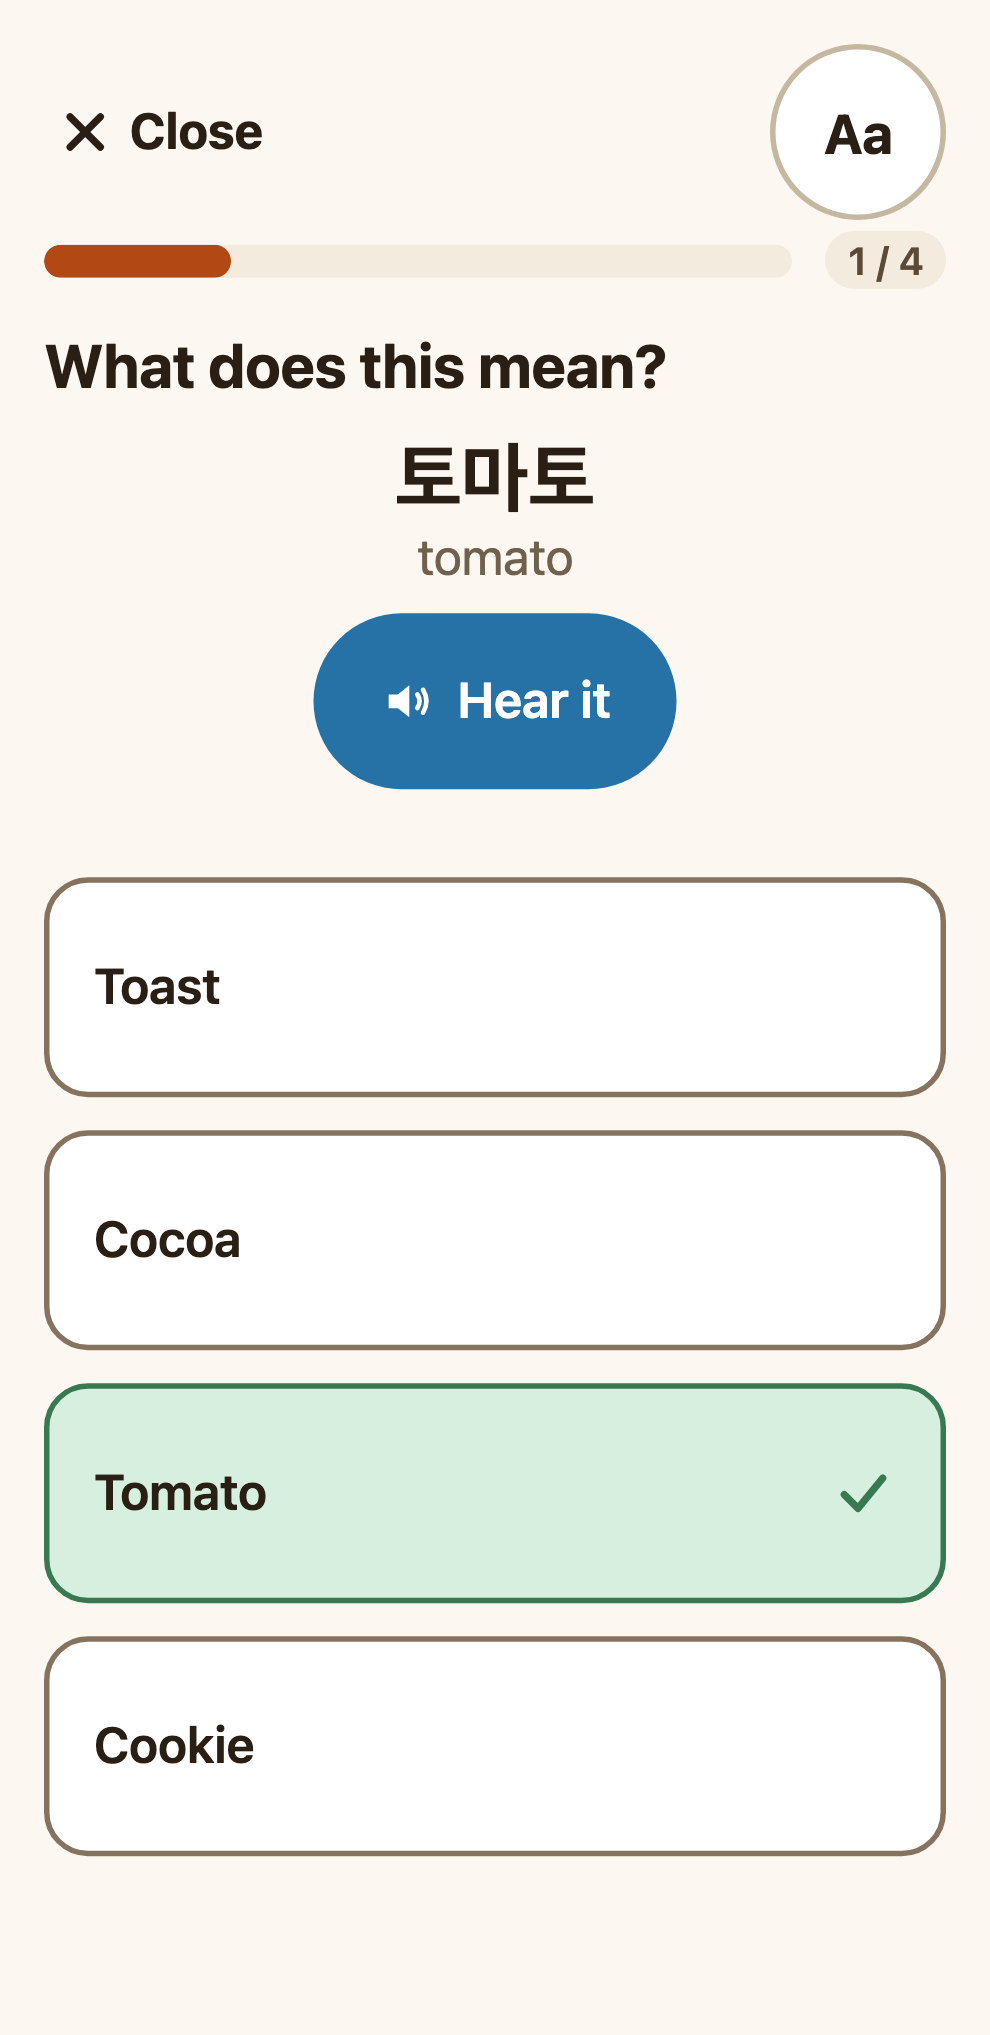 Close
Aa
1 / 4
What does this mean?
토마토
tomato
Hear it
Toast
Cocoa
Tomato
Cookie